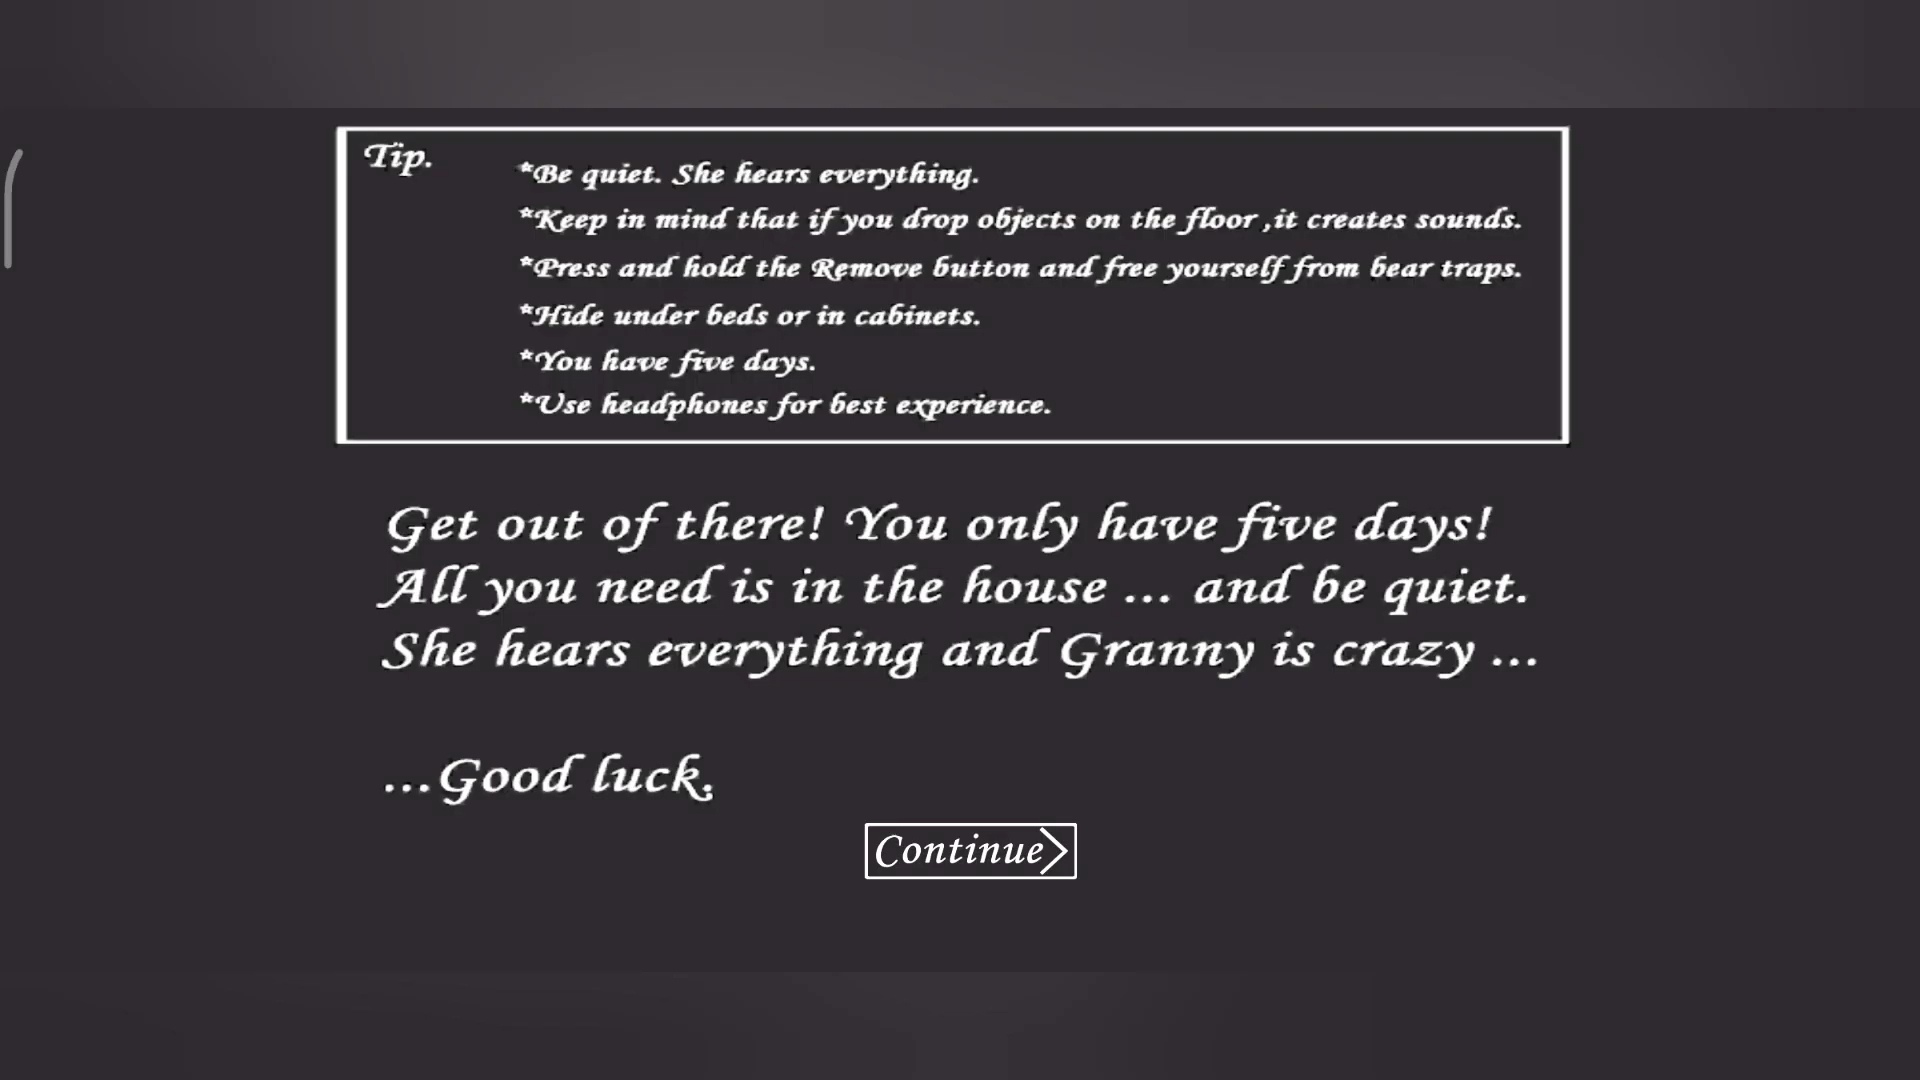 Tip.
*Be quiet. She hears everything.
*Keep in mind that if you drop objects on the floor ,it creates sounds.
*Press and hold the Remove button and free yourself from bear traps.
*Hide under beds or in cabinets.
*You have five days.
*Use headphones for best experience.
Get out of there! You only have five days!
All you need is in the house ... and be quiet.
She hears everything and Granny is crazy ...
...Good luck.
Continue